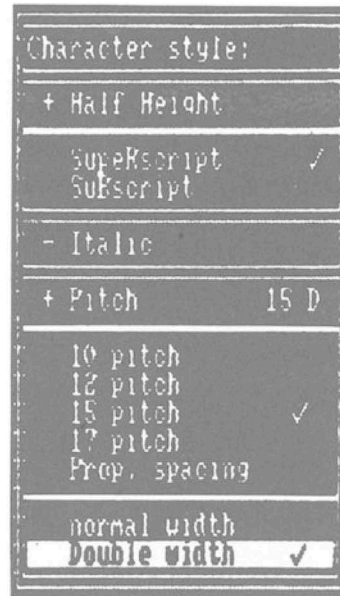 Character style:
+ Half Height
SupeRscript ✓
SuBscript
- Italic
+ Pitch 15 D
10 pitch
12 pitch
15 pitch ✓
17 pitch
Prop. spacing
normal width
Double width ✓